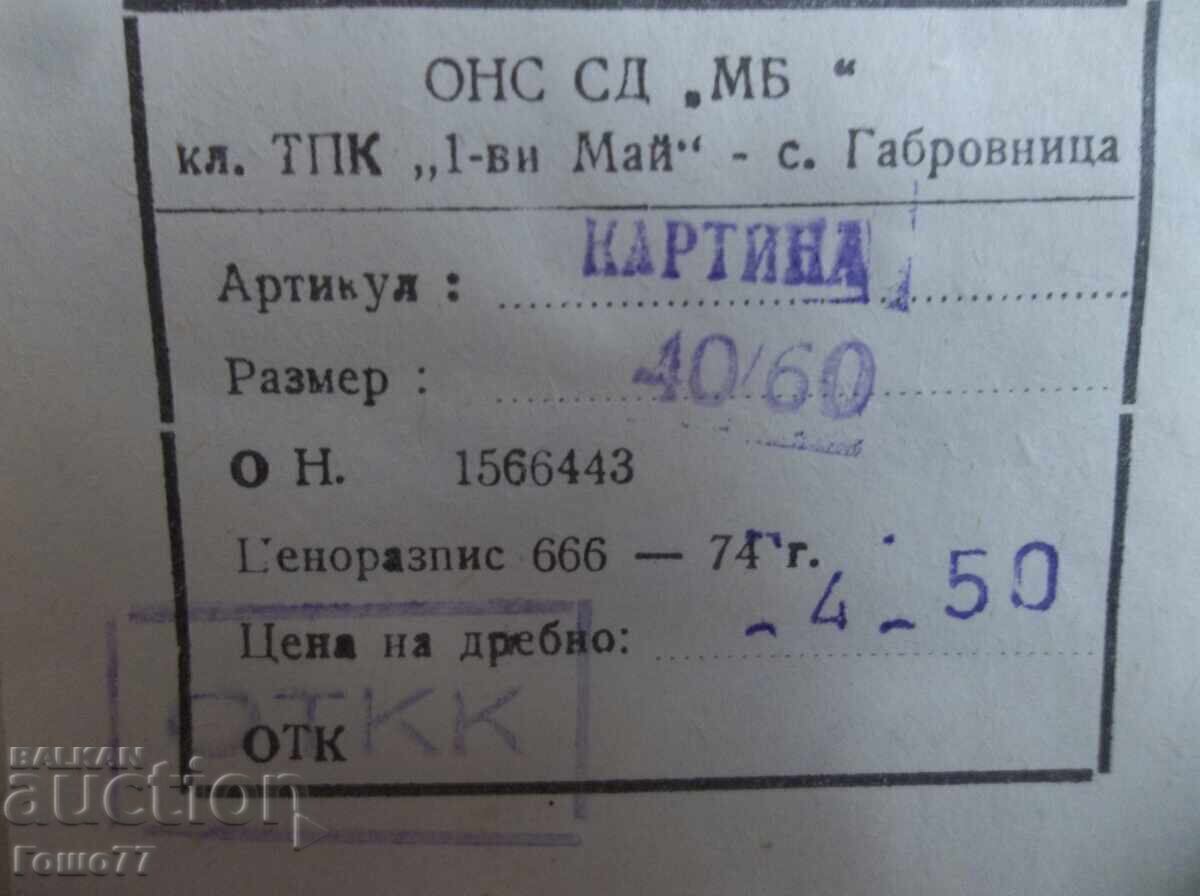 ОНС СД „МБ “
кл. ТПК „1-ви Май“ - с. Габровница
Артикул : КАРТИНА
Размер : 40/60
О Н. 1566443
Ценоразпис 666 — 74 г.
Цена на дребно: - 4 - 50
ОТК
ОТКК
BALKAN
auction
Гошо77